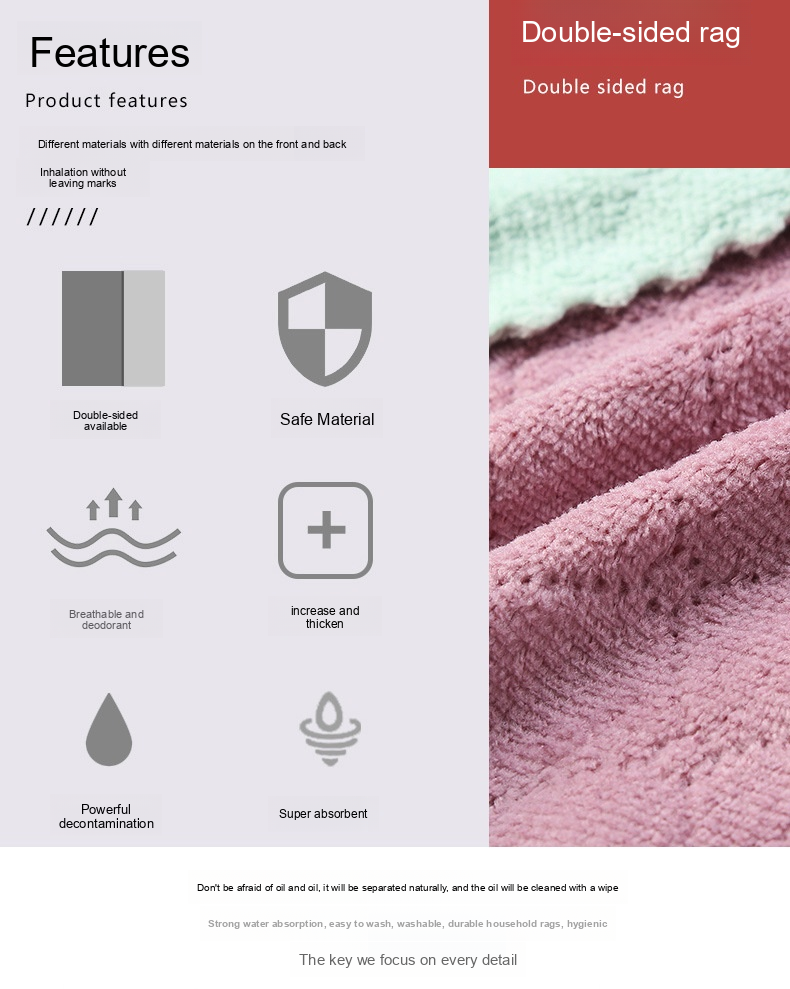 Features
Product features
Different materials with different materials on the front and back
Inhalation without
leaving marks
//////
Double-sided rag
Double sided rag
Double-sided
available
Safe Material
Breathable and
deodorant
increase and
thicken
Powerful
decontamination
Super absorbent
Don't be afraid of oil and oil, it will be separated naturally, and the oil will be cleaned with a wipe
Strong water absorption, easy to wash, washable, durable household rags, hygienic
The key we focus on every detail